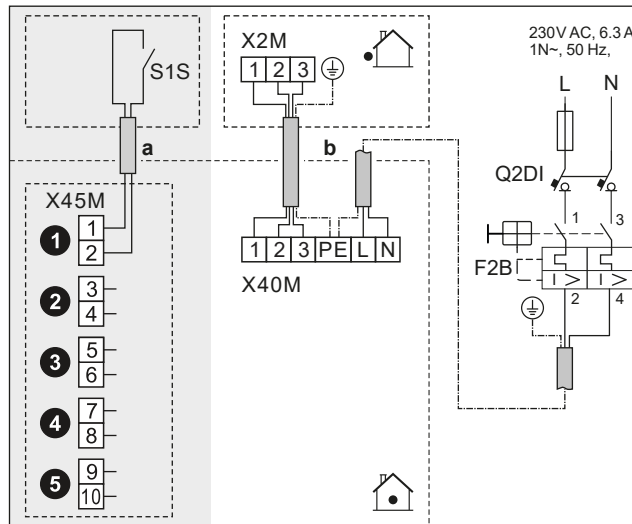 230V AC, 6.3 A
1N~, 50 Hz,
S1S
X2M
1 2 3
L N
a
b
Q2DI
X45M
1
1
2
2
3
4
3
5
6
4
7
8
5
9
10
1 2 3 PE L N
X40M
1 3
F2B
I > I >
2 4